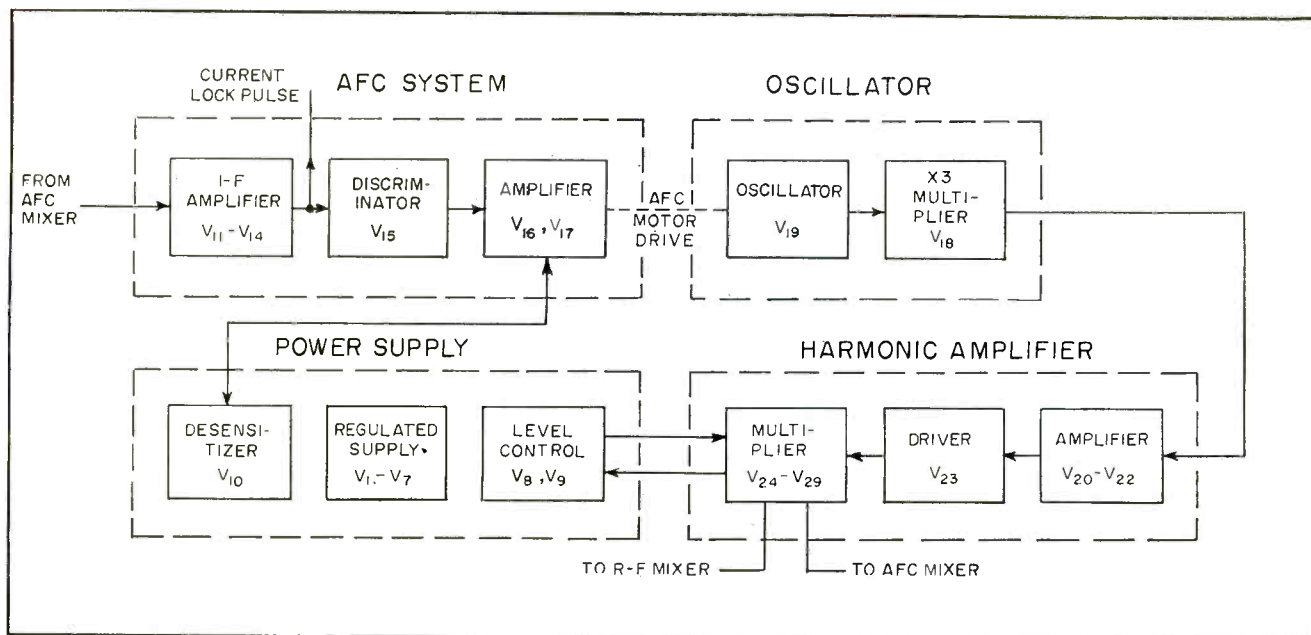 CURRENT
LOCK PULSE
AFC SYSTEM
OSCILLATOR
FROM
AFC
MIXER
I-F
AMPLIFIER
V11-V14
DISCRIM-
INATOR
V15
AMPLIFIER
V16, V17
AFC
MOTOR
DRIVE
OSCILLATOR
V19
X3
MULTI-
PLIER
V18
POWER SUPPLY
HARMONIC AMPLIFIER
DESENSI-
TIZER
V10
REGULATED
SUPPLY
V1-V7
LEVEL
CONTROL
V8, V9
MULTI-
PLIER
V24-V29
DRIVER
V23
AMPLIFIER
V20-V22
TO R-F MIXER
TO AFC MIXER